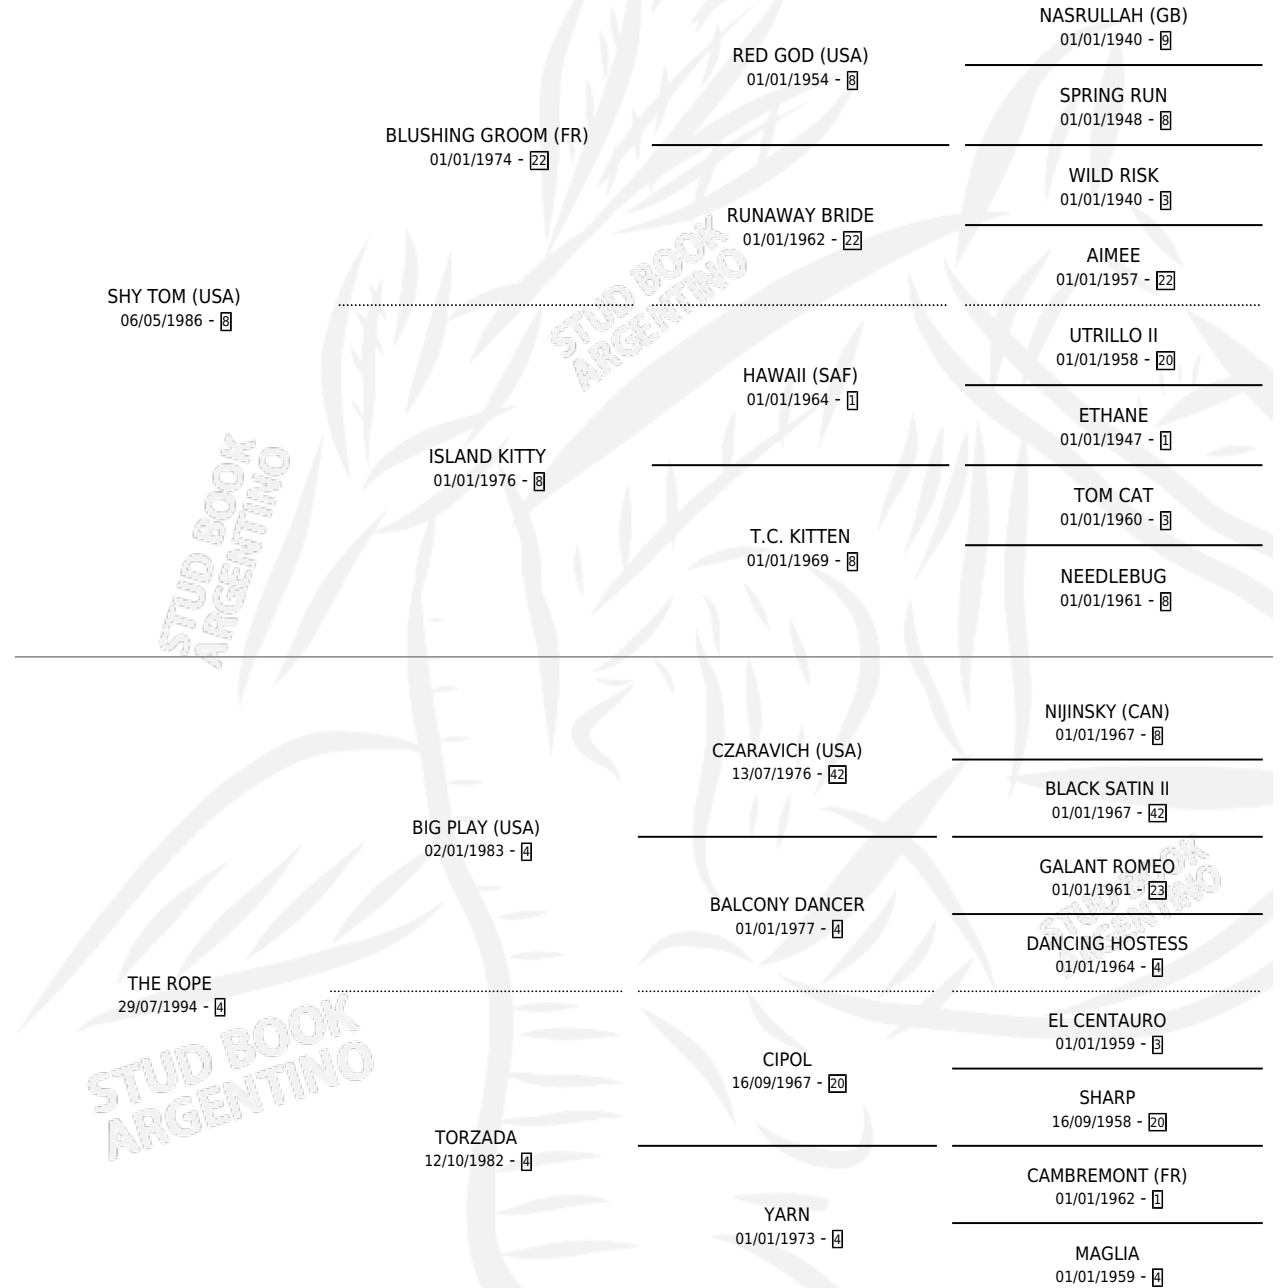 NASRULLAH (GB)
01/01/1940 - 9
RED GOD (USA)
01/01/1954 - 8
SPRING RUN
01/01/1948 - 8
BLUSHING GROOM (FR)
01/01/1974 - 22
WILD RISK
01/01/1940 - 3
RUNAWAY BRIDE
01/01/1962 - 22
AIMEE
01/01/1957 - 22
SHY TOM (USA)
06/05/1986 - 8
STUD BOOK
ARGENTINO
UTRILLO II
01/01/1958 - 20
HAWAII (SAF)
01/01/1964 - 1
ETHANE
01/01/1947 - 1
ISLAND KITTY
01/01/1976 - 8
TOM CAT
01/01/1960 - 3
T.C. KITTEN
01/01/1969 - 8
NEEDLEBUG
01/01/1961 - 8
STUD BOOK
ARGENTINO
NIJINSKY (CAN)
01/01/1967 - 8
CZARAVICH (USA)
13/07/1976 - 42
BLACK SATIN II
01/01/1967 - 42
BIG PLAY (USA)
02/01/1983 - 4
GALANT ROMEO
01/01/1961 - 23
BALCONY DANCER
01/01/1977 - 4
STUD BOOK
ARGENTINO
DANCING HOSTESS
01/01/1964 - 4
THE ROPE
29/07/1994 - 4
STUD BOOK
ARGENTINO
EL CENTAURO
01/01/1959 - 3
CIPOL
16/09/1967 - 20
SHARP
16/09/1958 - 20
TORZADA
12/10/1982 - 4
CAMBREMONT (FR)
01/01/1962 - 1
YARN
01/01/1973 - 4
MAGLIA
01/01/1959 - 4